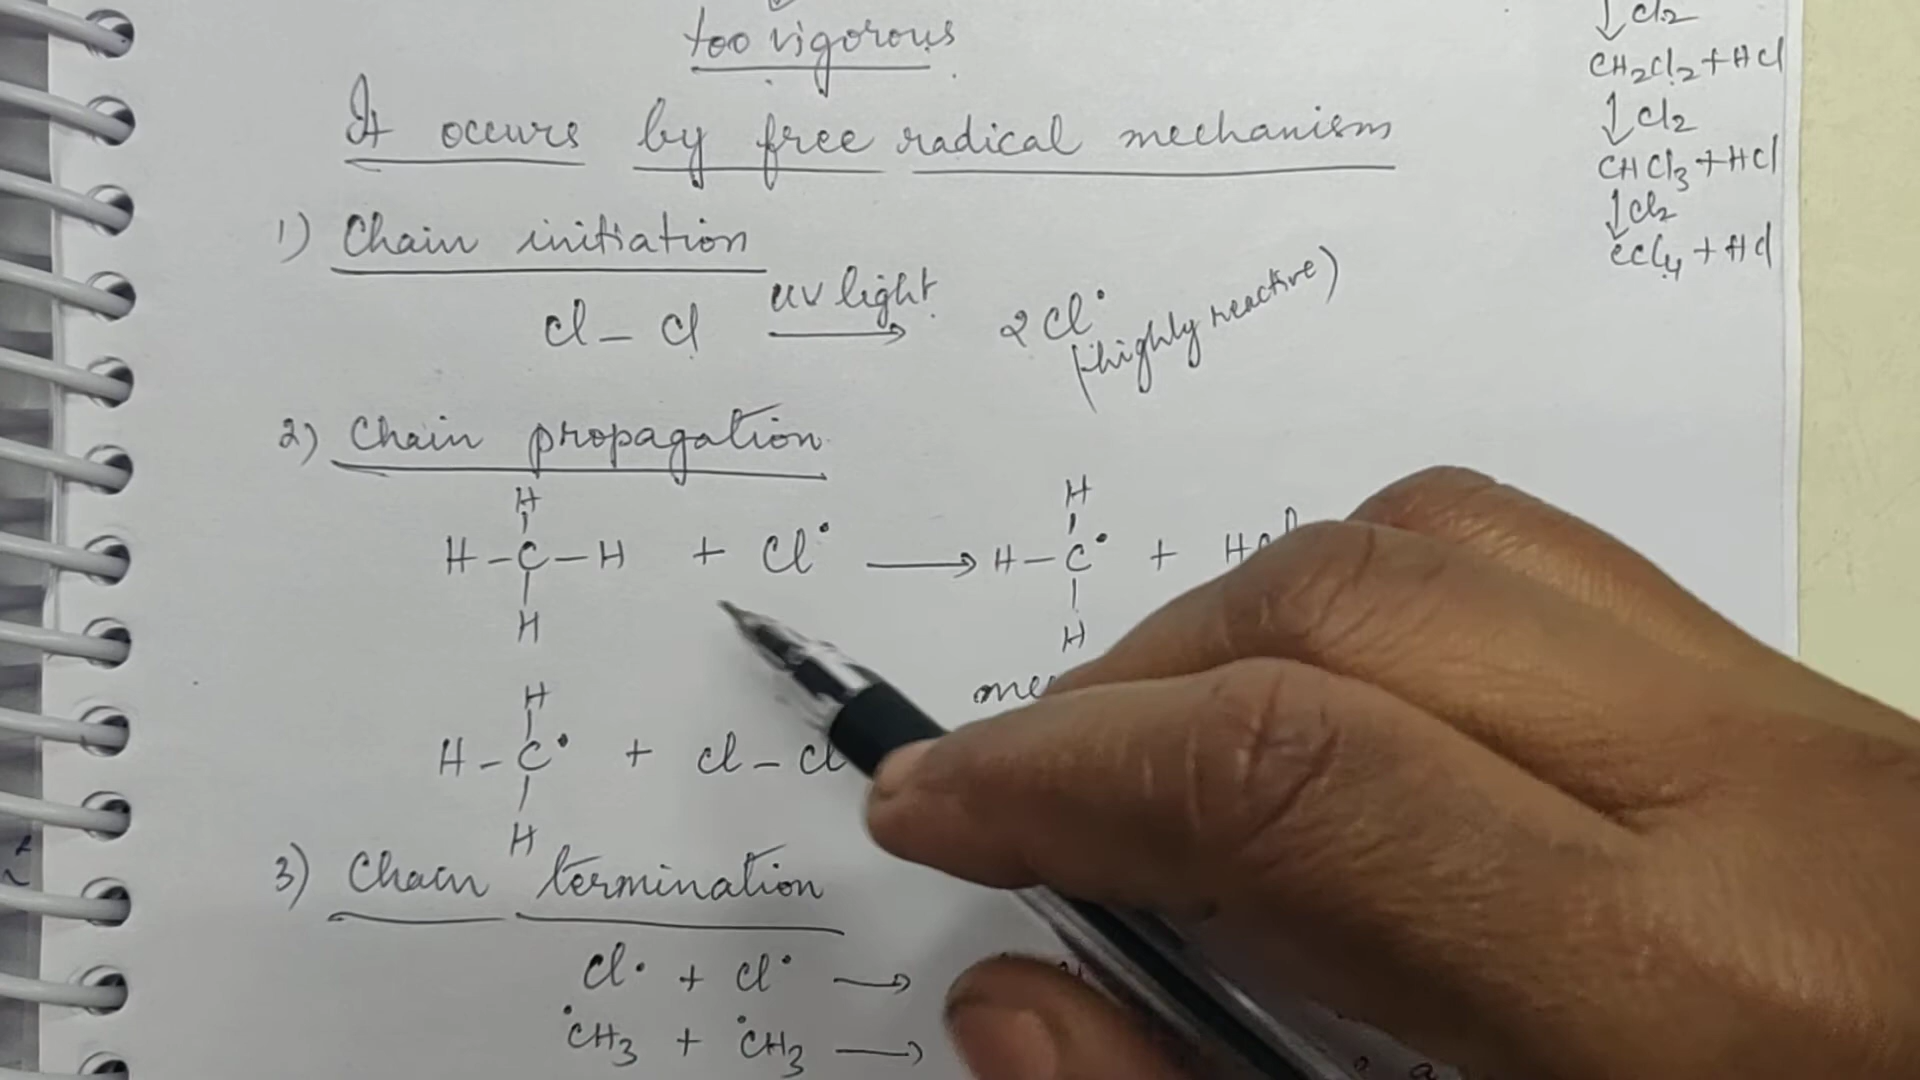 too vigorous
It occurs by free radical mechanism
1) Chain initiation
Cl – Cl uv light → 2Cl•
(highly reactive)
2) Chain propagation
H
H – C – H + Cl• → H – C• + HCl
H
H
H
H
H – C• + Cl – Cl
H
3) Chain termination
Cl• + Cl• →
•CH3 + •CH3 →
↓ Cl2
CH2Cl2 + HCl
↓ Cl2
CHCl3 + HCl
↓ Cl2
CCl4 + HCl